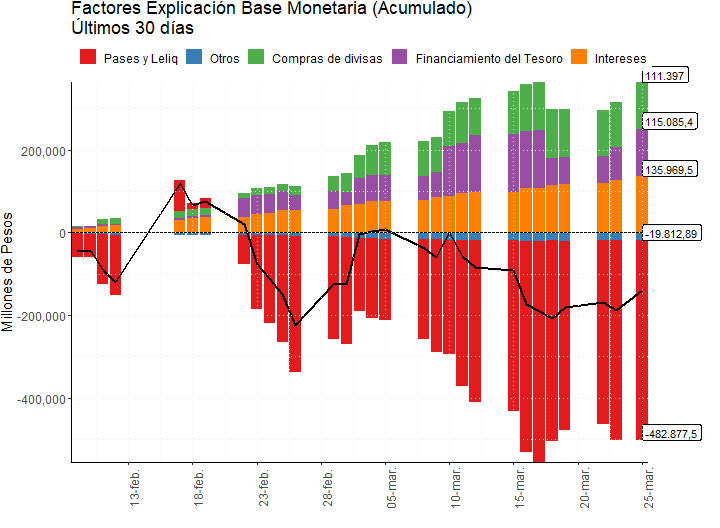 Factores Explicación Base Monetaria (Acumulado)
Últimos 30 días
Pases y Leliq Otros Compras de divisas Financiamiento del Tesoro Intereses
Millones de Pesos
200,000
0
-200,000
-400,000
111.397
115.085,4
135.969,5
-19.812,89
-482.877,5
13-feb.
18-feb.
23-feb.
28-feb.
05-mar.
10-mar.
15-mar.
20-mar.
25-mar.